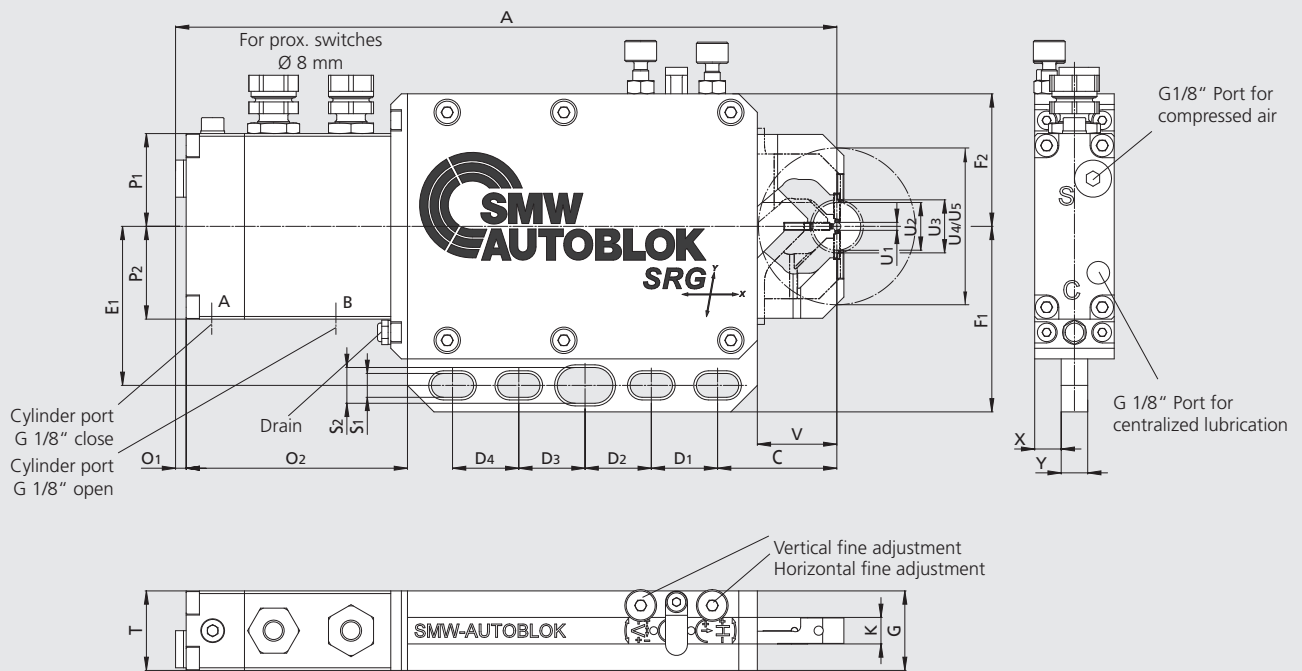 A
For prox. switches
Ø 8 mm
G1/8“ Port for
compressed air
P1
F2
S
SMW
AUTOBLOK
SRG
Y
X
U1
U2
U3
U4/U5
P2
E1
A
B
F1
C
S2
S1
Cylinder port
G 1/8“ close
Cylinder port
G 1/8“ open
Drain
G 1/8“ Port for
centralized lubrication
V
X
Y
O1
O2
D4
D3
D2
D1
C
Vertical fine adjustment
Horizontal fine adjustment
T
SMW-AUTOBLOK
V
H
K
G